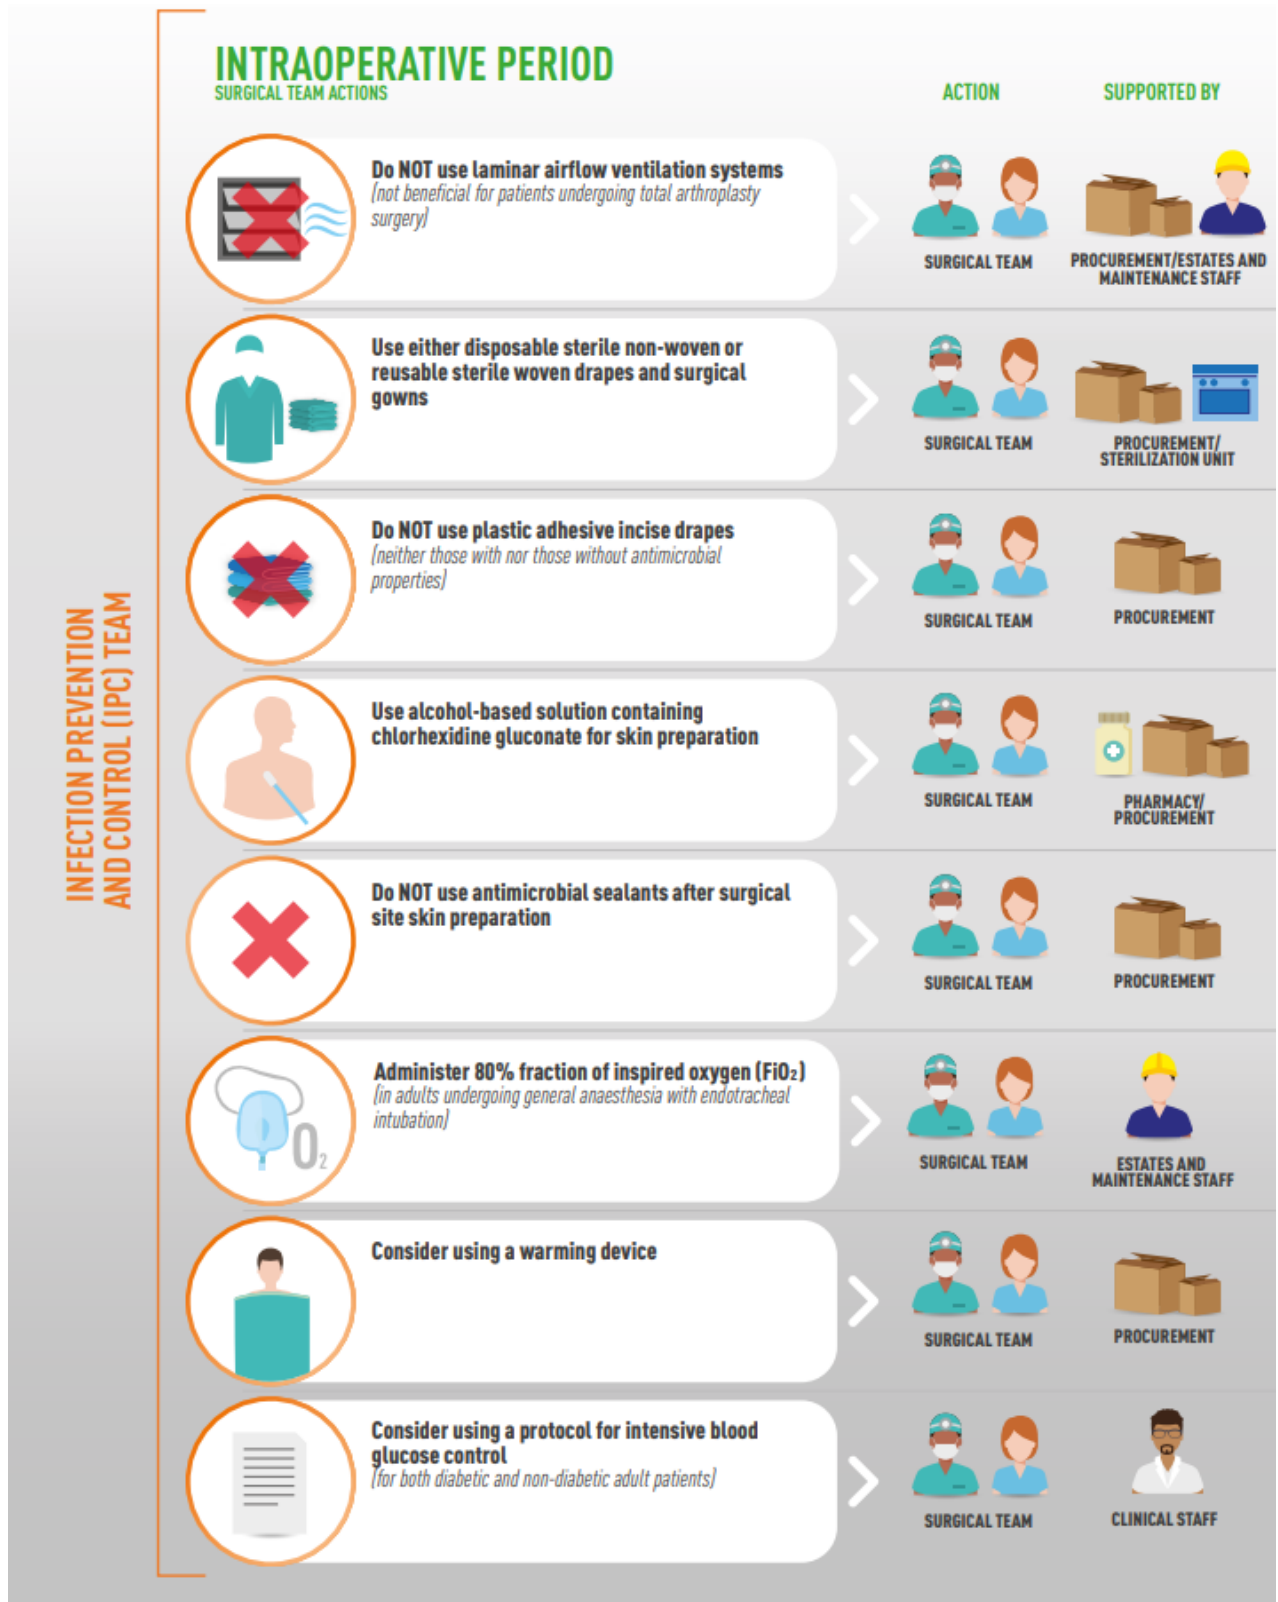 INTRAOPERATIVE PERIOD
SURGICAL TEAM ACTIONS
ACTION
SUPPORTED BY
INFECTION PREVENTION
AND CONTROL (IPC) TEAM
Do NOT use laminar airflow ventilation systems
(not beneficial for patients undergoing total arthroplasty
surgery)
SURGICAL TEAM
PROCUREMENT/ESTATES AND
MAINTENANCE STAFF
Use either disposable sterile non-woven or
reusable sterile woven drapes and surgical
gowns
SURGICAL TEAM
PROCUREMENT/
STERILIZATION UNIT
Do NOT use plastic adhesive incise drapes
(neither those with nor those without antimicrobial
properties)
SURGICAL TEAM
PROCUREMENT
Use alcohol-based solution containing
chlorhexidine gluconate for skin preparation
SURGICAL TEAM
PHARMACY/
PROCUREMENT
Do NOT use antimicrobial sealants after surgical
site skin preparation
SURGICAL TEAM
PROCUREMENT
O₂
Administer 80% fraction of inspired oxygen (FiO₂)
(in adults undergoing general anaesthesia with endotracheal
intubation)
SURGICAL TEAM
ESTATES AND
MAINTENANCE STAFF
Consider using a warming device
SURGICAL TEAM
PROCUREMENT
Consider using a protocol for intensive blood
glucose control
(for both diabetic and non-diabetic adult patients)
SURGICAL TEAM
CLINICAL STAFF